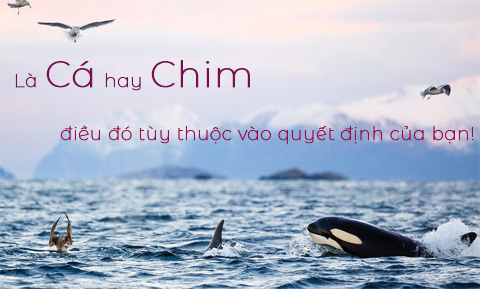 Là Cá hay Chim
điều đó tùy thuộc vào quyết định của bạn!